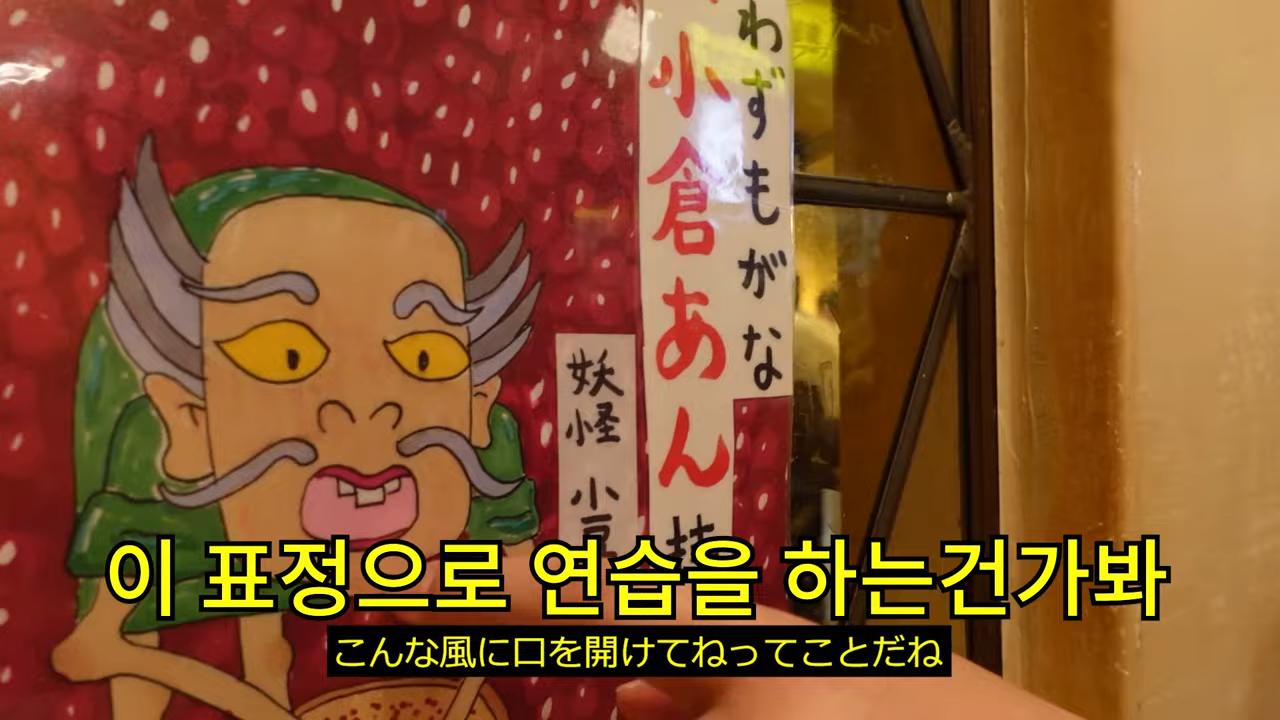 わずもがな
小倉あん
妖怪 小豆
이 표정으로 연습을 하는건가봐
こんな風に口を開けてねってことだね